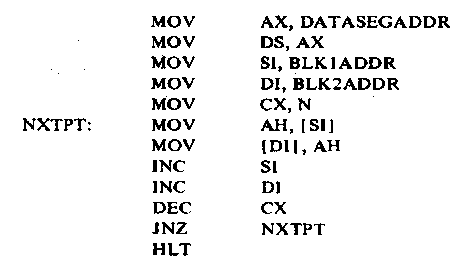 MOV AX, DATASEGADDR
MOV DS, AX
MOV SI, BLK1ADDR
MOV DI, BLK2ADDR
MOV CX, N
NXTPT: MOV AH, [SI]
MOV [DI], AH
INC SI
INC DI
DEC CX
JNZ NXTPT
HLT